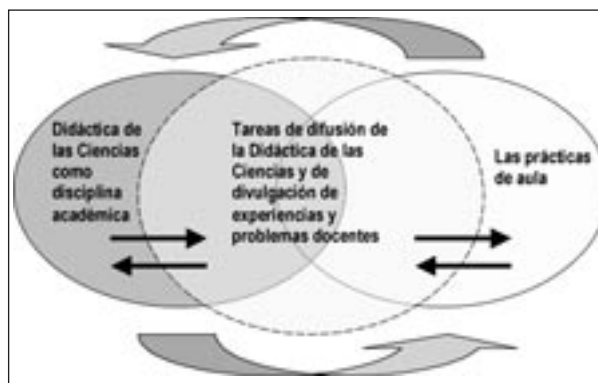 Didáctica de
las Ciencias
como
disciplina
académica
Tareas de difusión de
la Didáctica de las
Ciencias y de
divulgación de
experiencias y
problemas docentes
Las prácticas
de aula